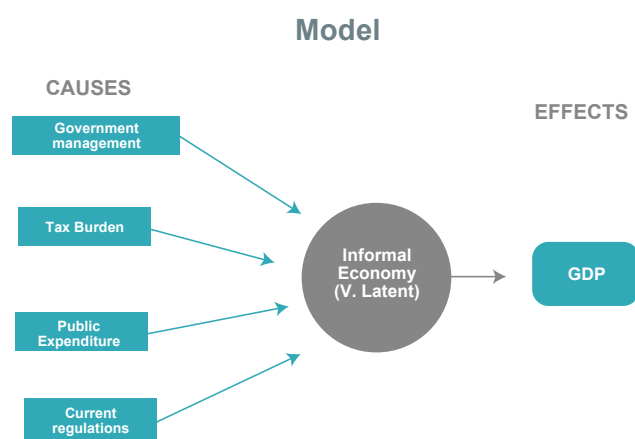 Model
CAUSES
EFFECTS
Government
management
Tax Burden
Public
Expenditure
Current
regulations
Informal
Economy
(V. Latent)
GDP